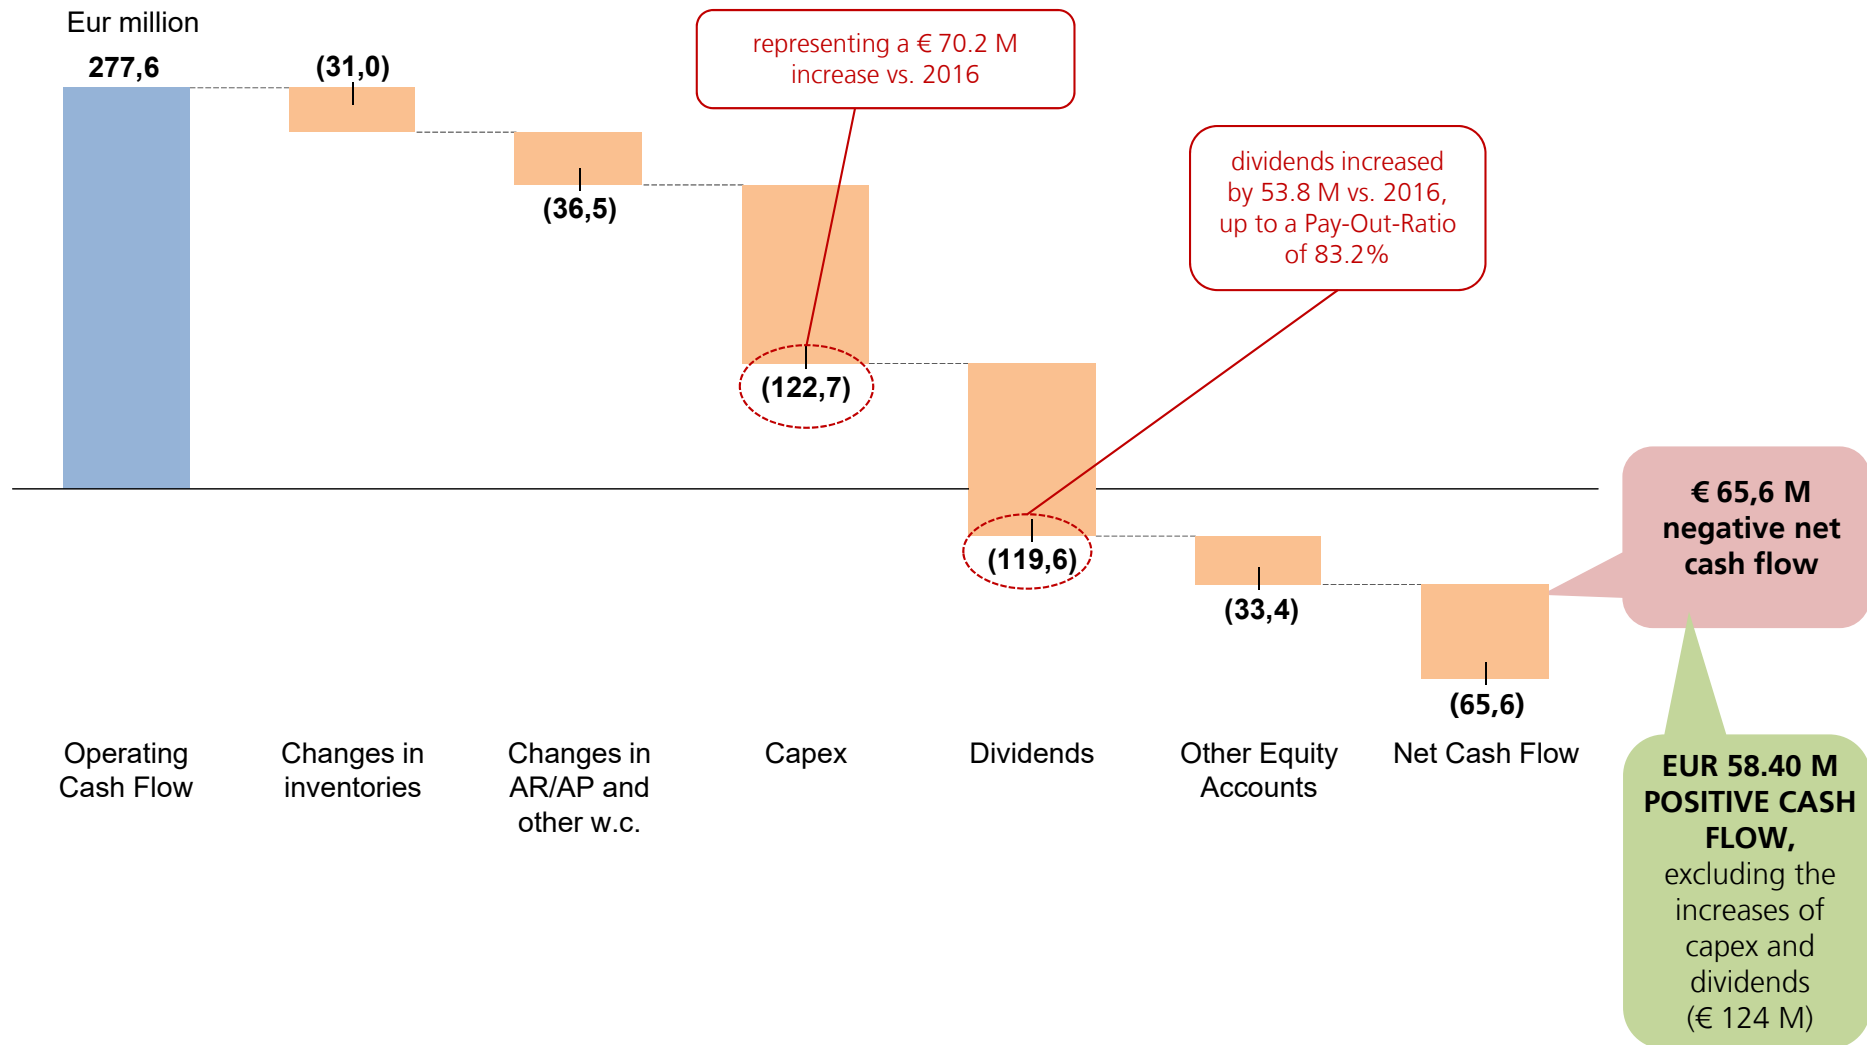 Eur million
277,6
(31,0)
(36,5)
(122,7)
(119,6)
(33,4)
(65,6)
representing a € 70.2 M
increase vs. 2016
dividends increased
by 53.8 M vs. 2016,
up to a Pay-Out-Ratio
of 83.2%
€ 65,6 M
negative net
cash flow
EUR 58.40 M
POSITIVE CASH
FLOW,
excluding the
increases of
capex and
dividends
(€ 124 M)
Operating
Cash Flow
Changes in
inventories
Changes in
AR/AP and
other w.c.
Capex
Dividends
Other Equity
Accounts
Net Cash Flow